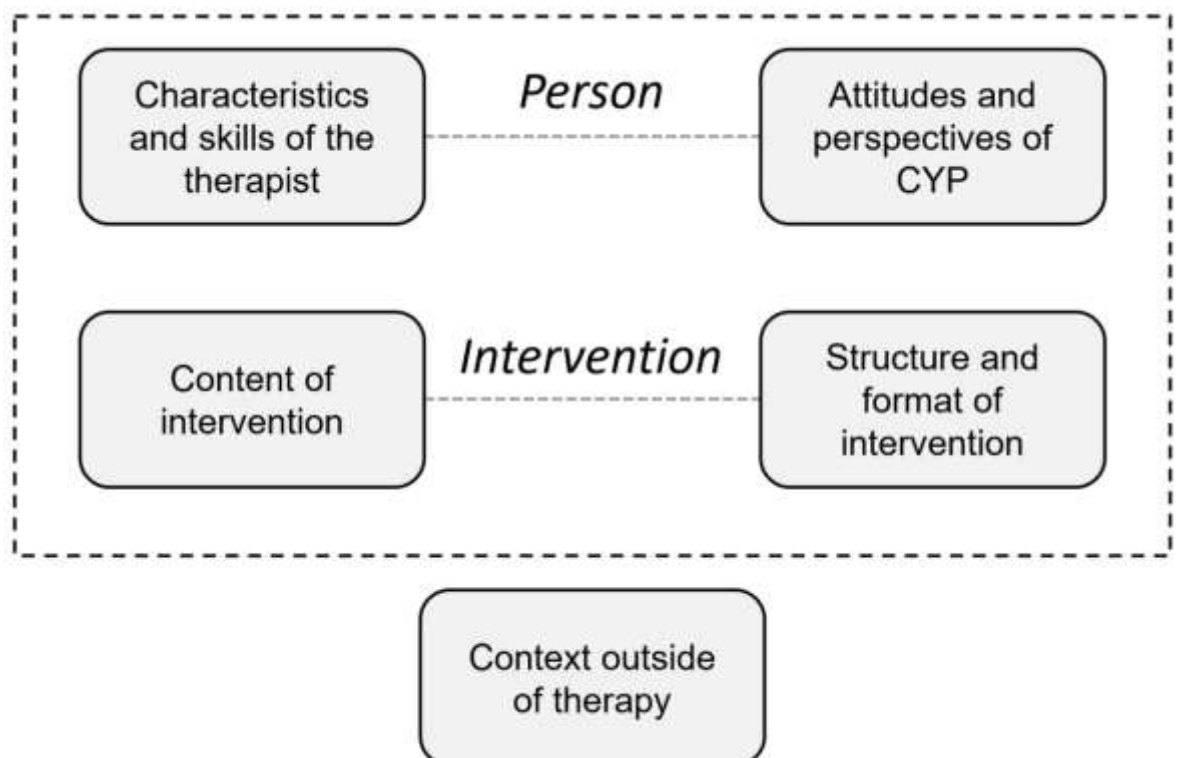 Characteristics
and skills of the
therapist
Person
Attitudes and
perspectives of
CYP
Content of
intervention
Intervention
Structure and
format of
intervention
Context outside
of therapy